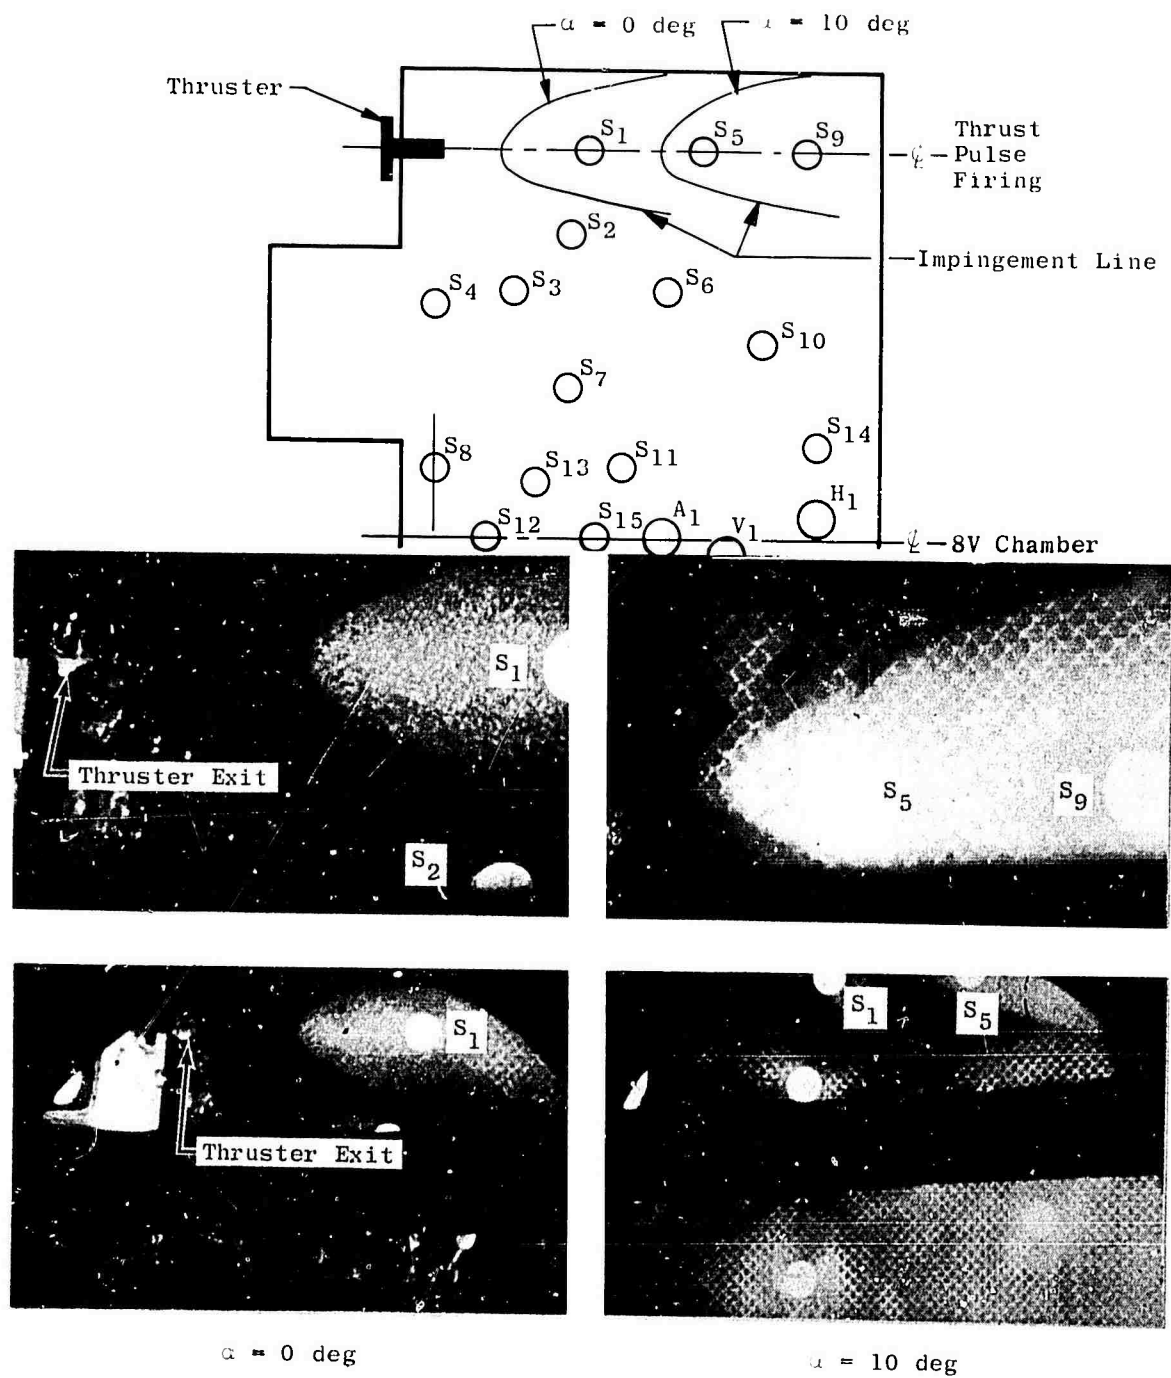 α = 0 deg
= 10 deg
Thruster
S1
S5
S9
℄
Thrust
Pulse
Firing
S2
Impingement Line
S4
S3
S6
S10
S7
S14
S8
S13
S11
H1
S12
S15
A1
V1
℄
8V Chamber
S1
Thruster Exit
S2
S5
S9
S1
Thruster Exit
S1
S5
α = 0 deg
α = 10 deg